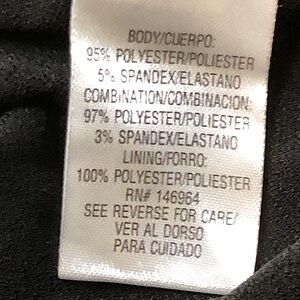 BODY/CUERPO:
95% POLYESTER/POLIESTER
5% SPANDEX/ELASTANO
COMBINATION/COMBINACION:
97% POLYESTER/POLIESTER
3% SPANDEX/ELASTANO
LINING/FORRO:
100% POLYESTER/POLIESTER
RN# 146964
SEE REVERSE FOR CARE/
VER AL DORSO
PARA CUIDADO